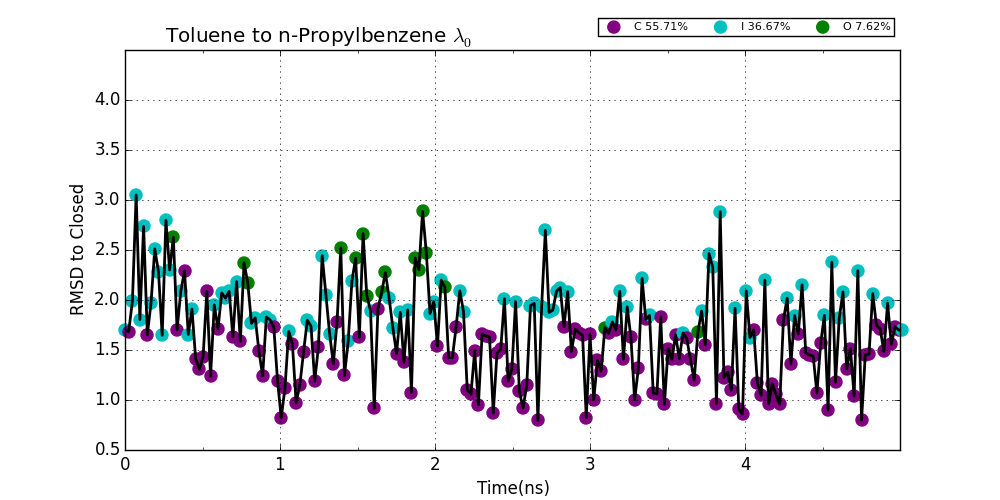 Toluene to n-Propylbenzene λ₀
C 55.71% I 36.67% O 7.62%
4.0
3.5
3.0
2.5
2.0
1.5
1.0
0.5
RMSD to Closed
0 1 2 3 4
Time(ns)